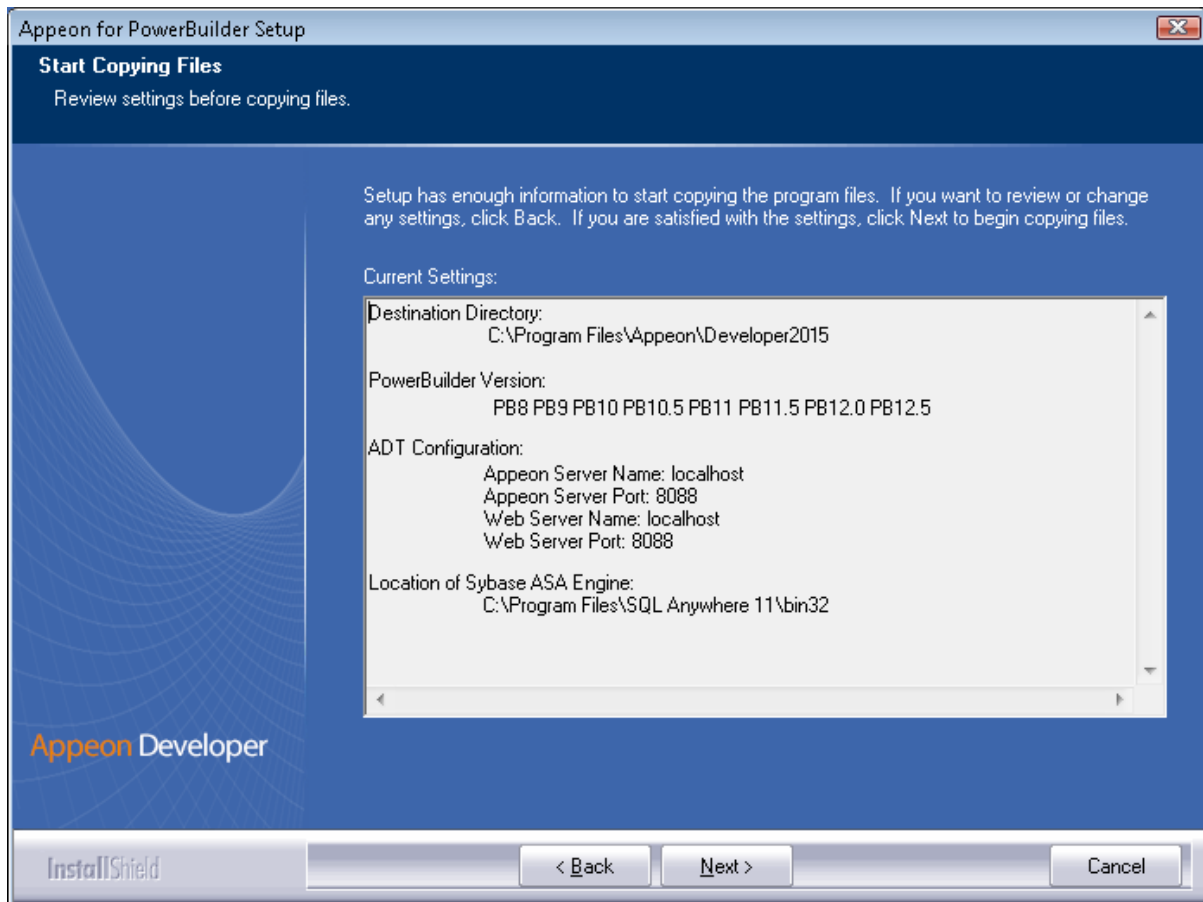 Appeon for PowerBuilder Setup
Start Copying Files
Review settings before copying files.
Setup has enough information to start copying the program files. If you want to review or change
any settings, click Back. If you are satisfied with the settings, click Next to begin copying files.
Current Settings:
Destination Directory:
C:\Program Files\Appeon\Developer2015
PowerBuilder Version:
PB8 PB9 PB10 PB10.5 PB11 PB11.5 PB12.0 PB12.5
ADT Configuration:
Appeon Server Name: localhost
Appeon Server Port: 8088
Web Server Name: localhost
Web Server Port: 8088
Location of Sybase ASA Engine:
C:\Program Files\SQL Anywhere 11\bin32
Appeon Developer
InstallShield
< Back
Next >
Cancel